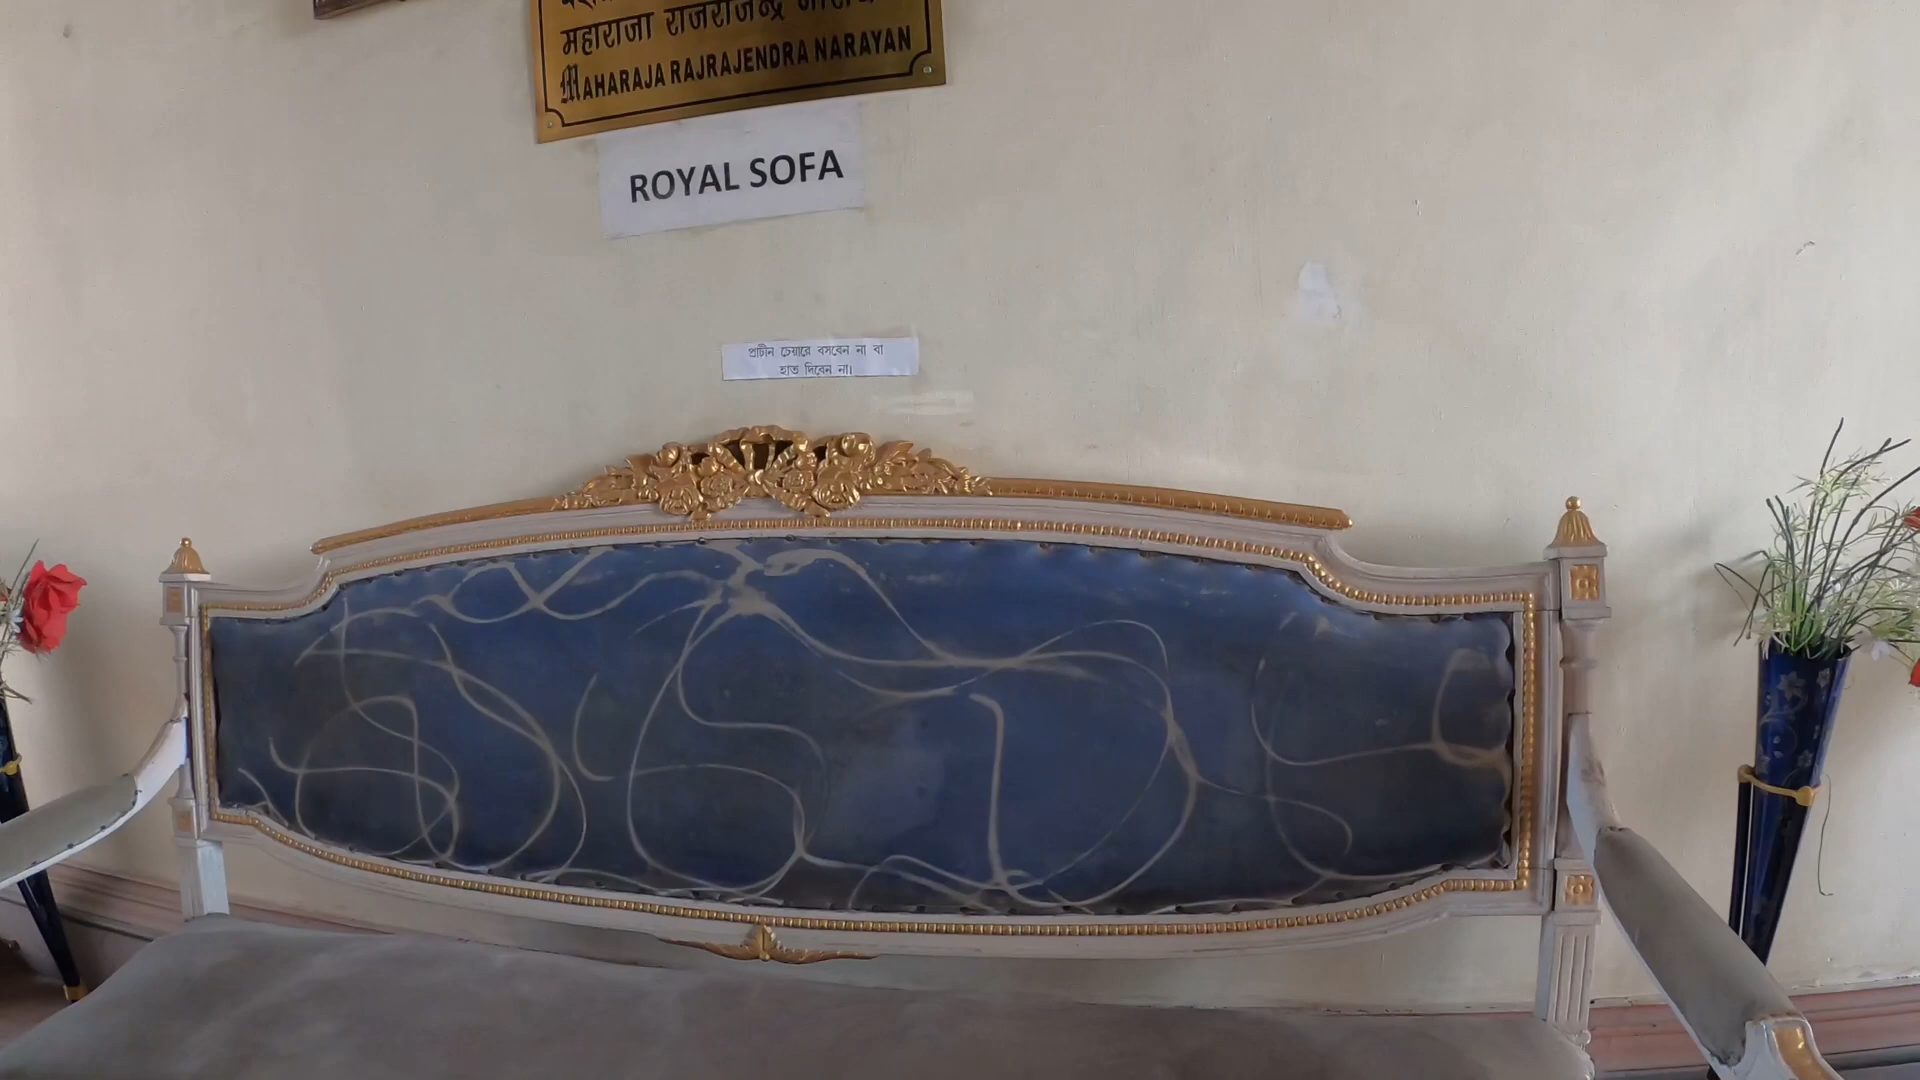 महाराजा राजराजेन्द्र
MAHARAJA RAJRAJENDRA NARAYAN
ROYAL SOFA
প্রাচীন চেয়ারে বসবেন না বা
হাত দিবেন না।